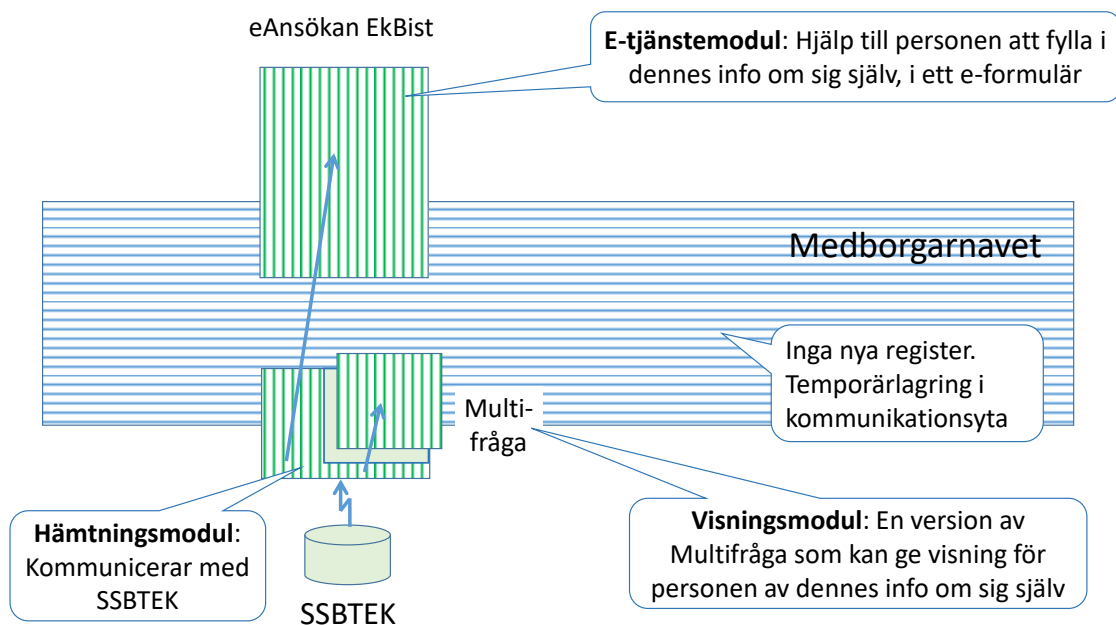 eAnsökan EkBist
E-tjänstemodul: Hjälp till personen att fylla i
dennes info om sig själv, i ett e-formulär
Medborgarnavet
Inga nya register.
Temporärlagring i
kommunikationsyta
Multi-
fråga
Hämtningsmodul:
Kommunicerar med
SSBTEK
Visningsmodul: En version av
Multifråga som kan ge visning för
personen av dennes info om sig själv
SSBTEK